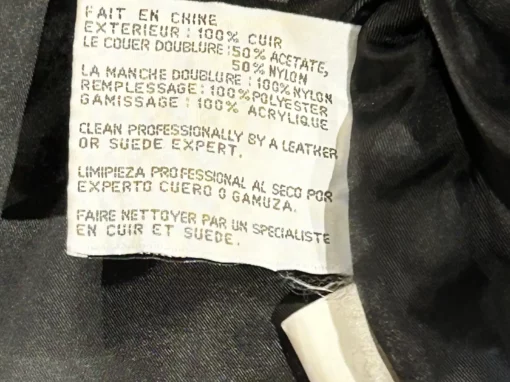 FAIT EN CHINE
EXTERIEUR : 100% CUIR
LE COUER DOUBLURE : 50% ACETATE,
50% NYLON
LA MANCHE DOUBLURE : 100% NYLON
REMPLESSAGE : 100% POLYESTER
GAMISSAGE : 100% ACRYLIQUE
CLEAN PROFESSIONALLY BY A LEATHER
OR SUEDE EXPERT.
LIMIPIEZA PROFESSIONAL AL SECO POR
EXPERTO CUERO O GAMUZA.
FAIRE NETTOYER PAR UN SPECIALISTE
EN CUIR ET SUEDE.